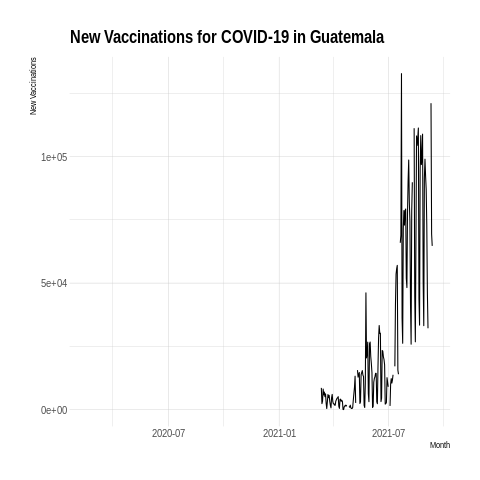 New Vaccinations for COVID-19 in Guatemala
New Vaccinations
1e+05
5e+04
0e+00
2020-07
2021-01
2021-07
Month